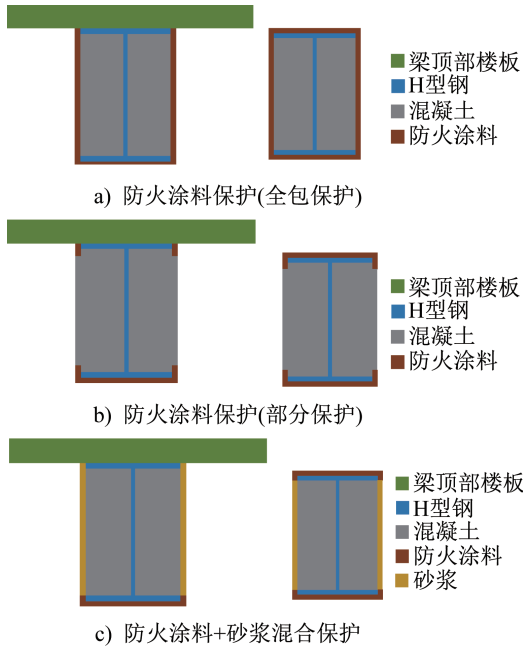 梁顶部楼板
H型钢
混凝土
防火涂料
a) 防火涂料保护(全包保护)
梁顶部楼板
H型钢
混凝土
防火涂料
b) 防火涂料保护(部分保护)
梁顶部楼板
H型钢
混凝土
防火涂料
砂浆
c) 防火涂料+砂浆混合保护